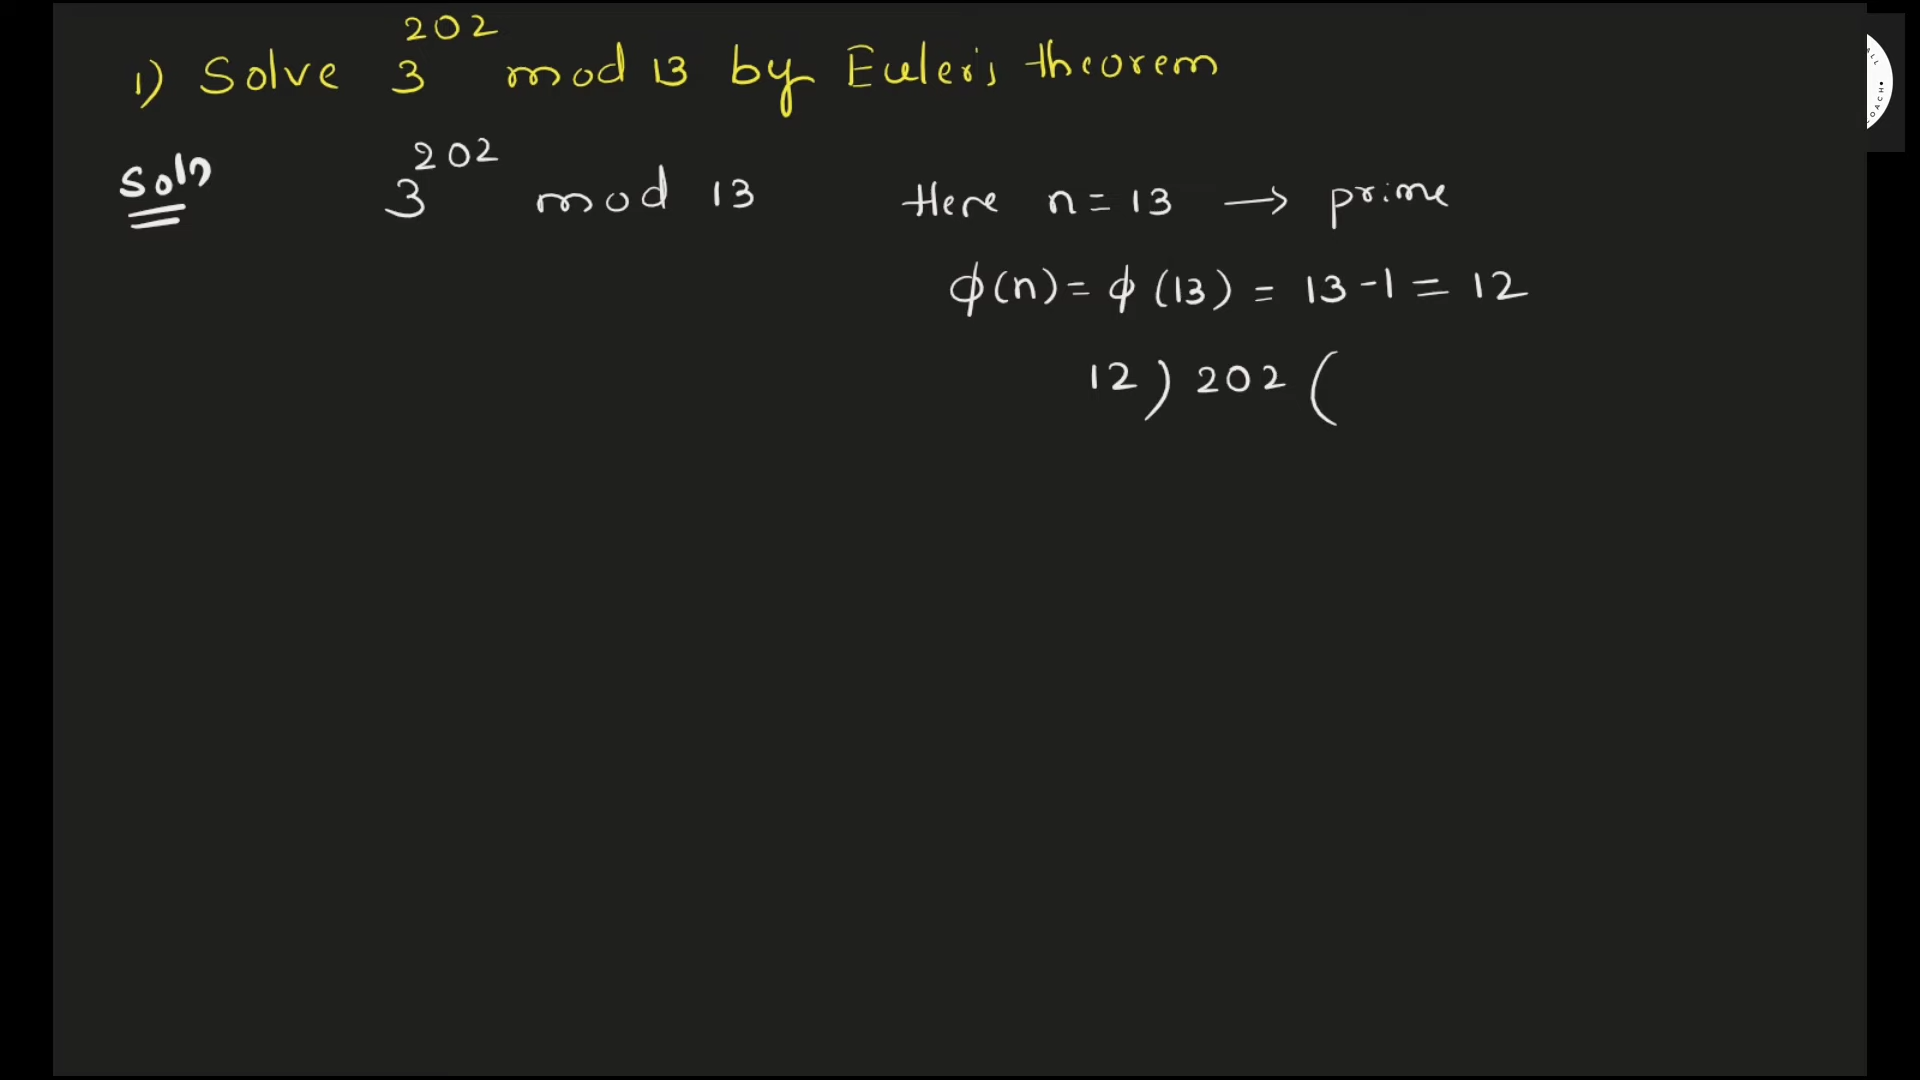 1) Solve 3^202 mod 13 by Euler's theorem
Soln 3^202 mod 13 Here n = 13 → prime
ϕ(n) = ϕ(13) = 13 - 1 = 12
12 ) 202 (